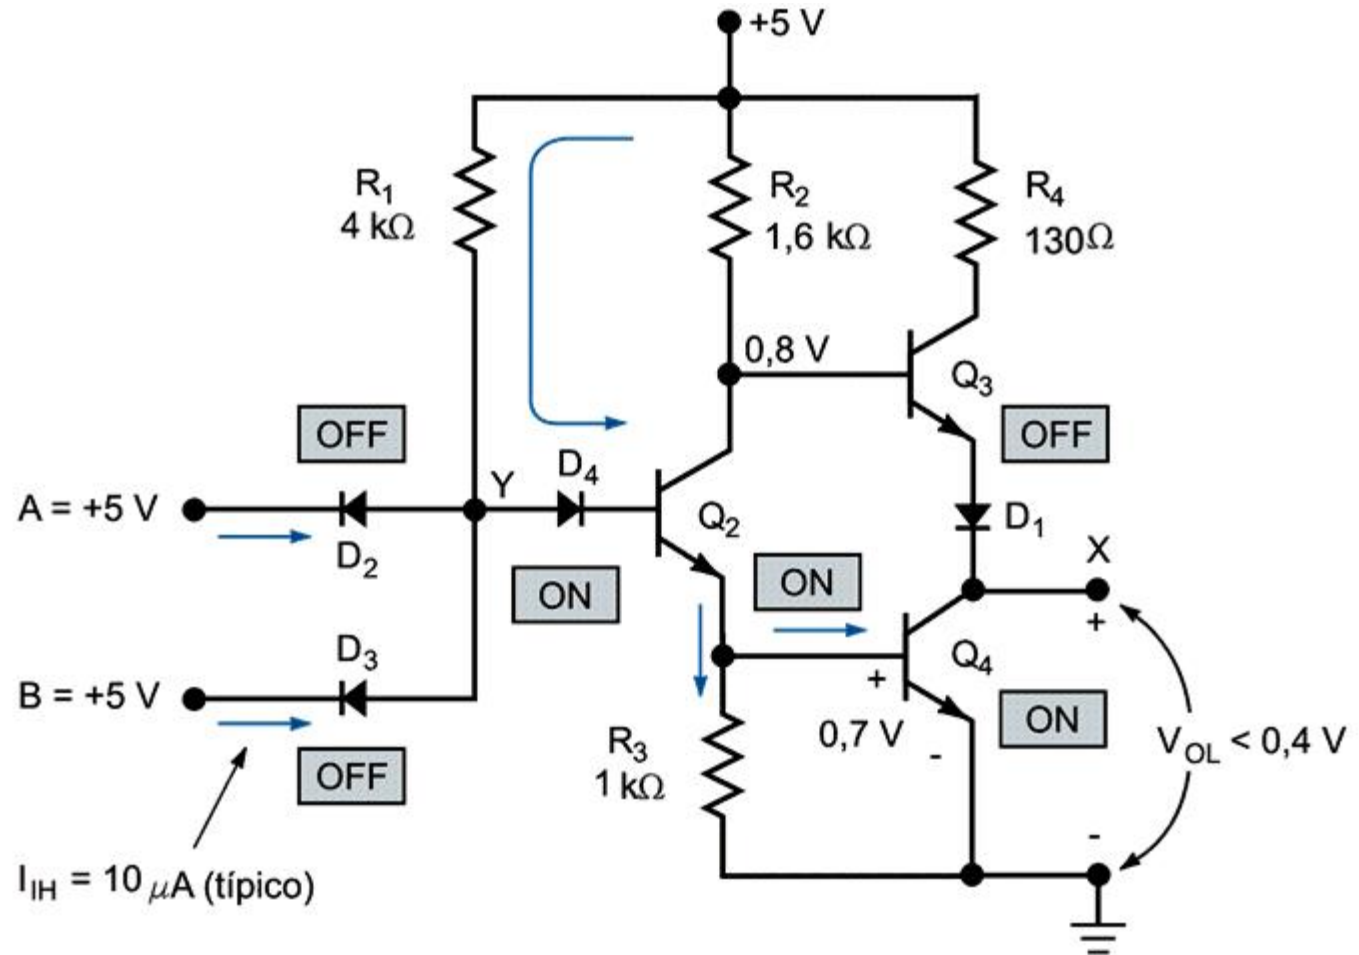 +5 V
R1
4 kΩ
R2
1,6 kΩ
R4
130Ω
0,8 V
Q3
OFF
OFF
A = +5 V
D2
Y
D4
Q2
D1
X
ON
ON
+
D3
B = +5 V
OFF
+
Q4
0,7 V
-
ON
VOL < 0,4 V
R3
1 kΩ
-
IIH = 10 μA (típico)